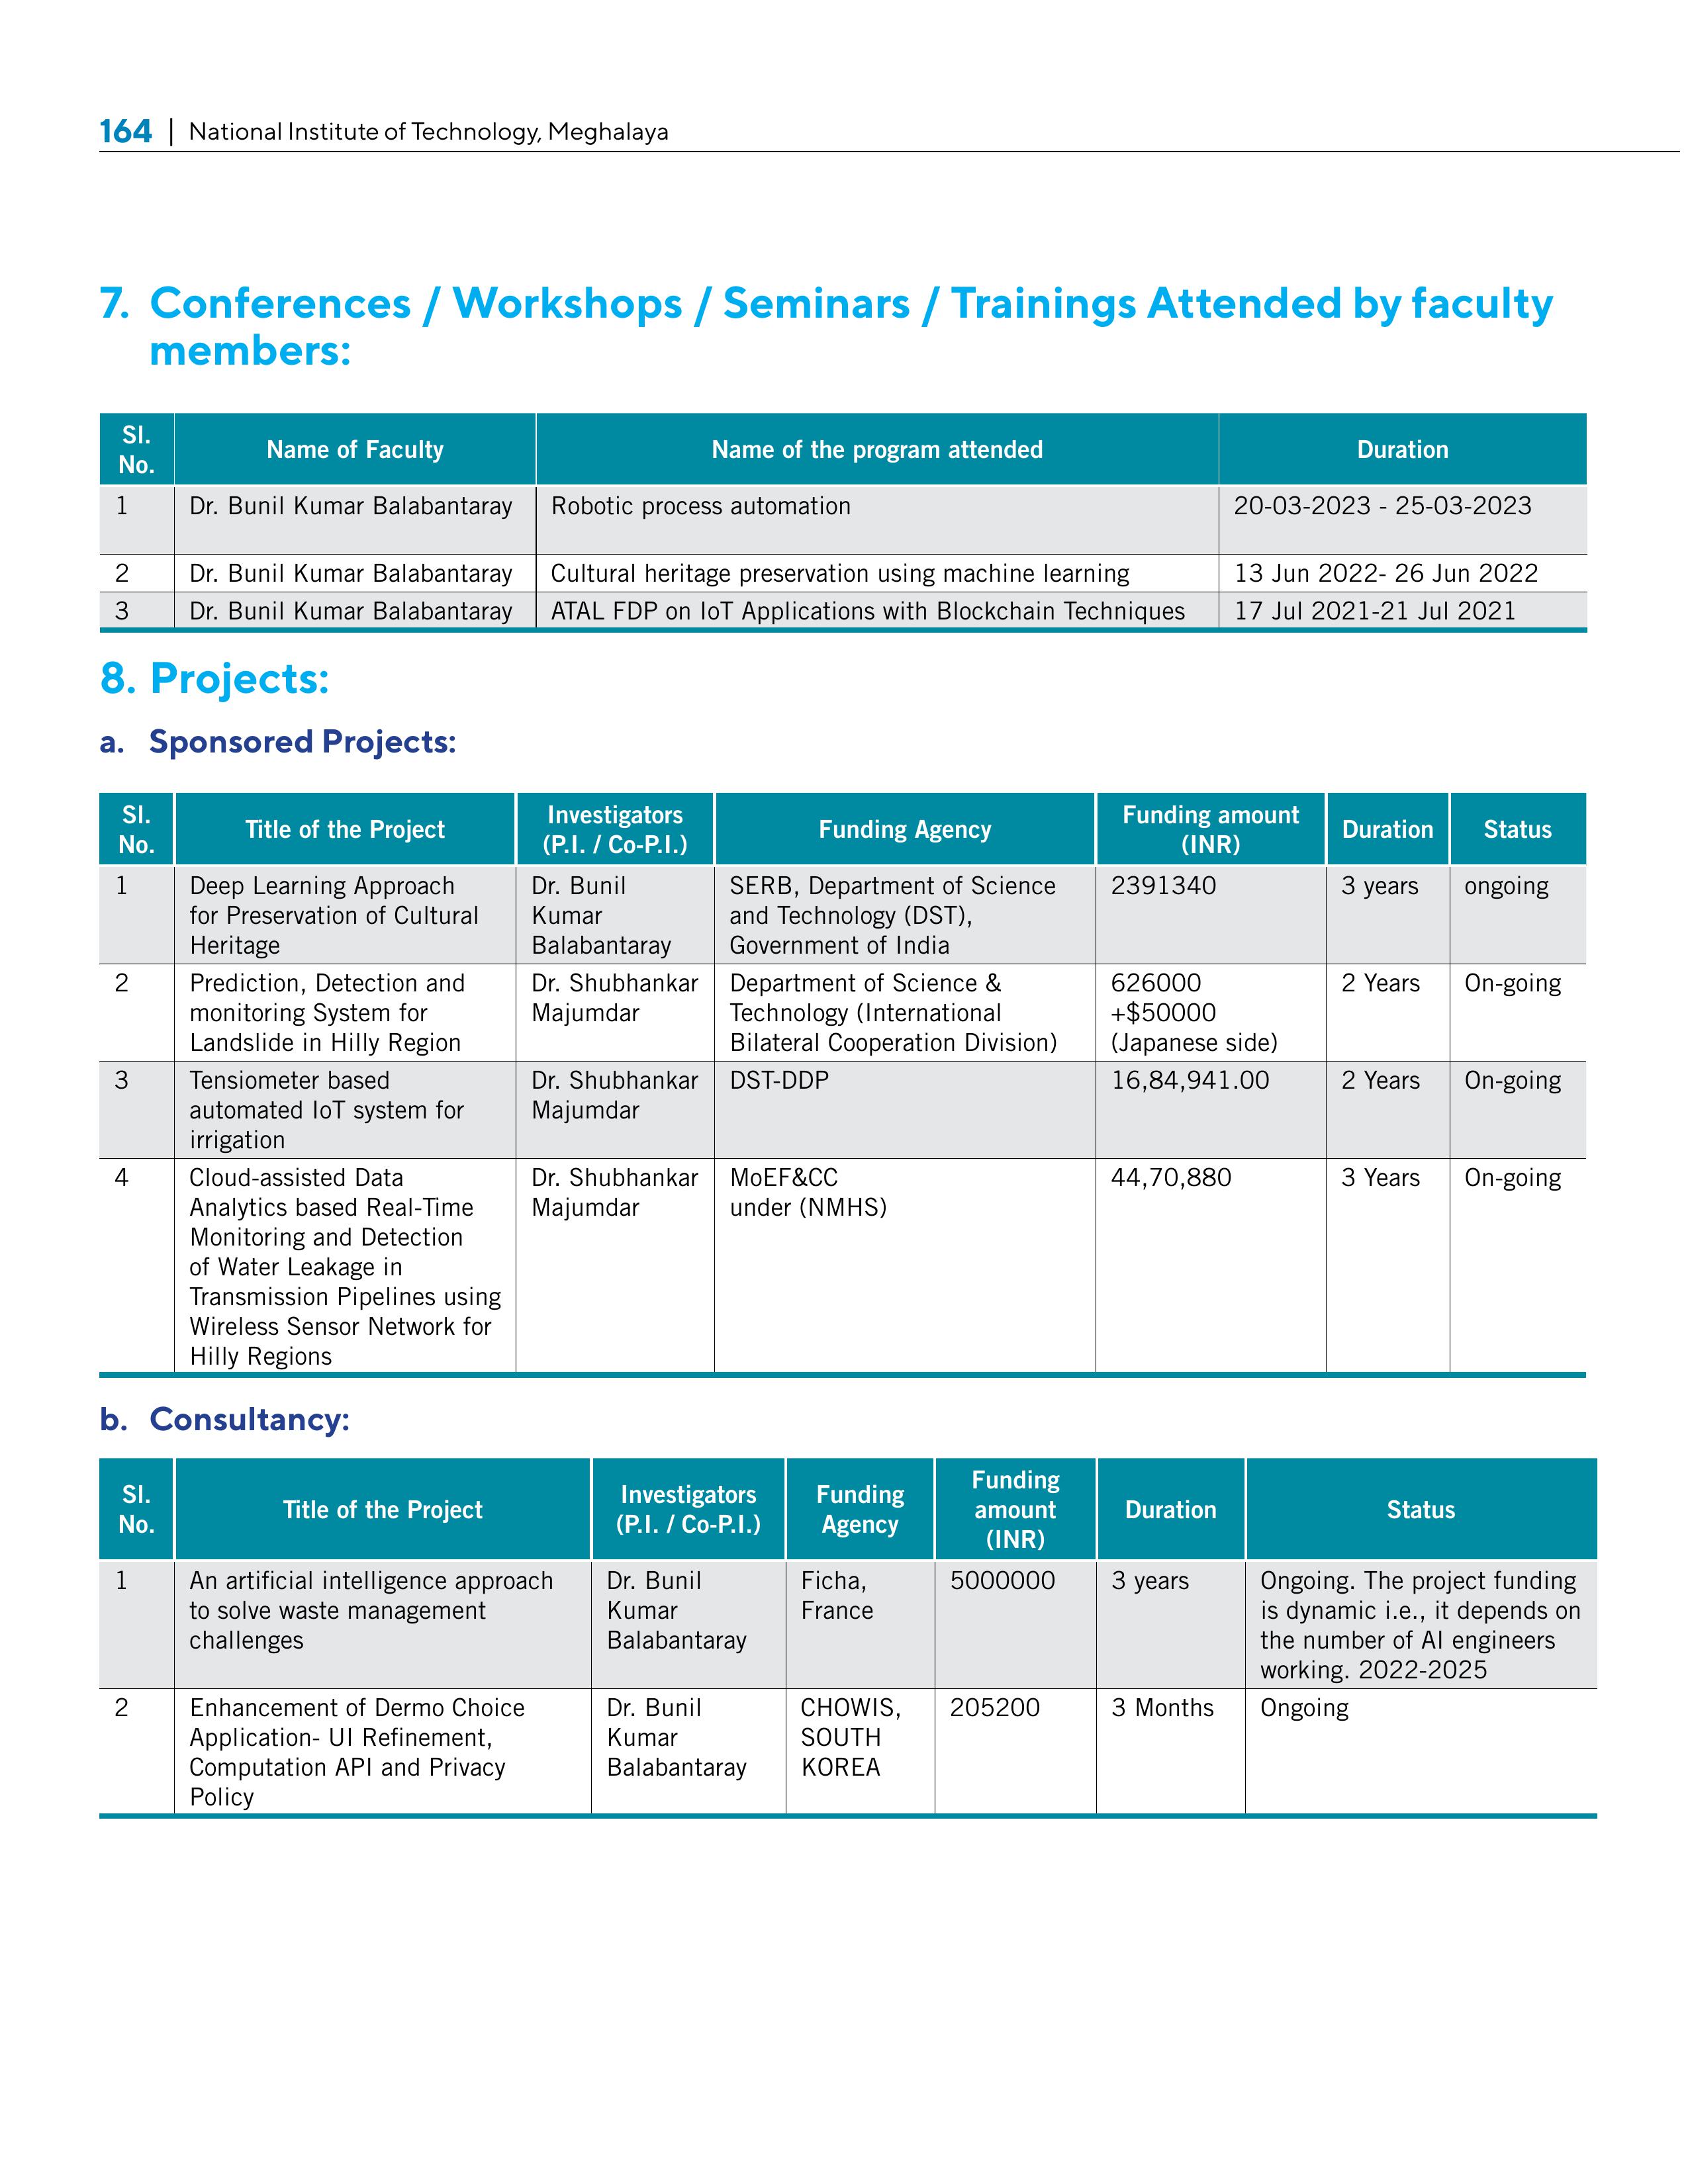 164 | National Institute of Technology, Meghalaya
7. Conferences / Workshops / Seminars / Trainings Attended by faculty
members:
Sl.
No.
Name of Faculty
Name of the program attended
Duration
1
Dr. Bunil Kumar Balabantaray
Robotic process automation
20-03-2023 - 25-03-2023
2
Dr. Bunil Kumar Balabantaray
Cultural heritage preservation using machine learning
13 Jun 2022- 26 Jun 2022
3
Dr. Bunil Kumar Balabantaray
ATAL FDP on IoT Applications with Blockchain Techniques
17 Jul 2021-21 Jul 2021
8. Projects:
a. Sponsored Projects:
Sl.
No.
Title of the Project
Investigators
(P.I. / Co-P.I.)
Funding Agency
Funding amount
(INR)
Duration
Status
1
Deep Learning Approach
for Preservation of Cultural
Heritage
Dr. Bunil
Kumar
Balabantaray
SERB, Department of Science
and Technology (DST),
Government of India
2391340
3 years
ongoing
2
Prediction, Detection and
monitoring System for
Landslide in Hilly Region
Dr. Shubhankar
Majumdar
Department of Science &
Technology (International
Bilateral Cooperation Division)
626000
+$50000
(Japanese side)
2 Years
On-going
3
Tensiometer based
automated IoT system for
irrigation
Dr. Shubhankar
Majumdar
DST-DDP
16,84,941.00
2 Years
On-going
4
Cloud-assisted Data
Analytics based Real-Time
Monitoring and Detection
of Water Leakage in
Transmission Pipelines using
Wireless Sensor Network for
Hilly Regions
Dr. Shubhankar
Majumdar
MoEF&CC
under (NMHS)
44,70,880
3 Years
On-going
b. Consultancy:
Sl.
No.
Title of the Project
Investigators
(P.I. / Co-P.I.)
Funding
Agency
Funding
amount
(INR)
Duration
Status
1
An artificial intelligence approach
to solve waste management
challenges
Dr. Bunil
Kumar
Balabantaray
Ficha,
France
5000000
3 years
Ongoing. The project funding
is dynamic i.e., it depends on
the number of AI engineers
working. 2022-2025
2
Enhancement of Dermo Choice
Application- UI Refinement,
Computation API and Privacy
Policy
Dr. Bunil
Kumar
Balabantaray
CHOWIS,
SOUTH
KOREA
205200
3 Months
Ongoing